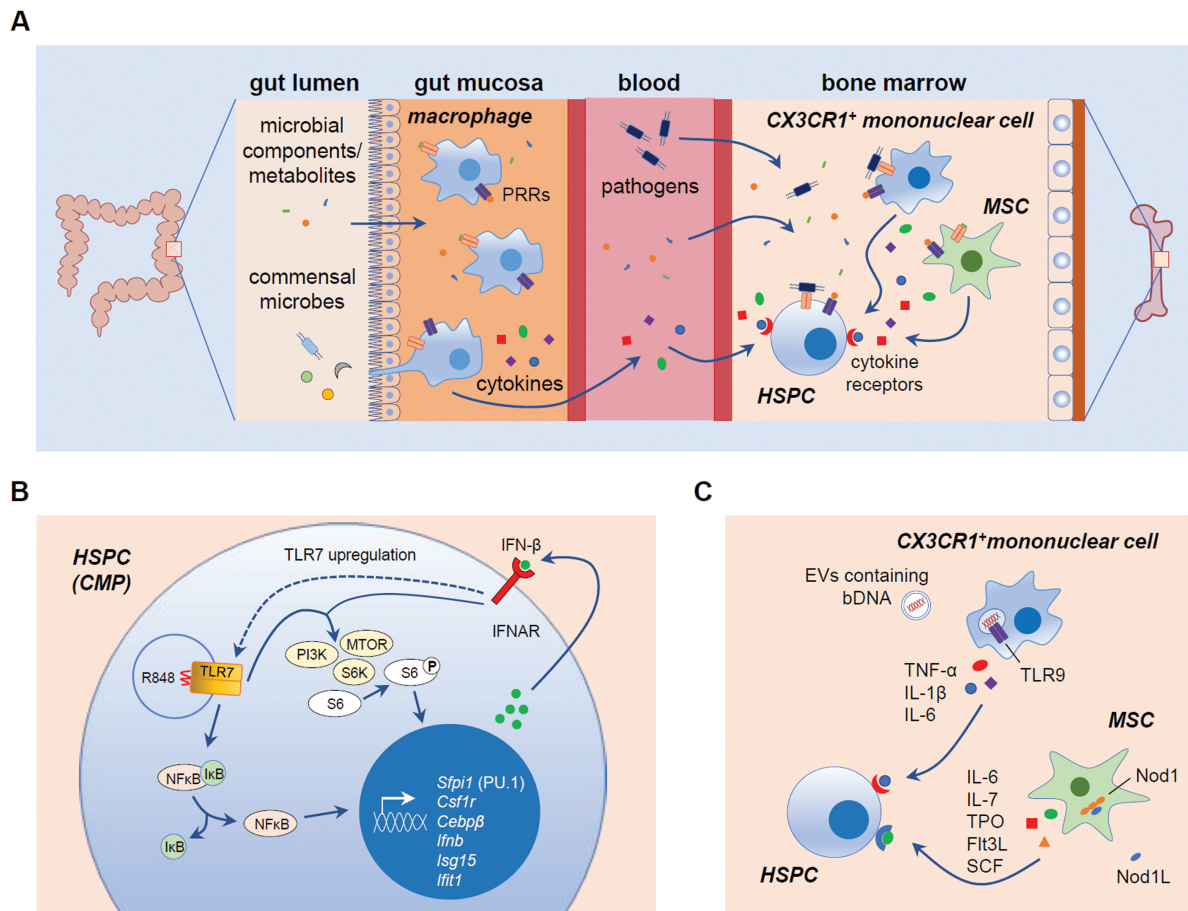 A
gut lumen
gut mucosa
blood
bone marrow
microbial
components/
metabolites
commensal
microbes
macrophage
PRRs
cytokines
pathogens
CX3CR1+ mononuclear cell
MSC
cytokine
receptors
HSPC
B
HSPC
(CMP)
TLR7 upregulation
IFN-β
IFNAR
R848
TLR7
PI3K
MTOR
S6K
S6
S6
P
NFκB
IκB
NFκB
IκB
Sfpi1 (PU.1)
Csf1r
Cebpβ
Ifnb
Isg15
Ifit1
C
CX3CR1+mononuclear cell
EVs containing
bDNA
TLR9
TNF-α
IL-1β
IL-6
MSC
Nod1
IL-6
IL-7
TPO
Flt3L
SCF
Nod1L
HSPC